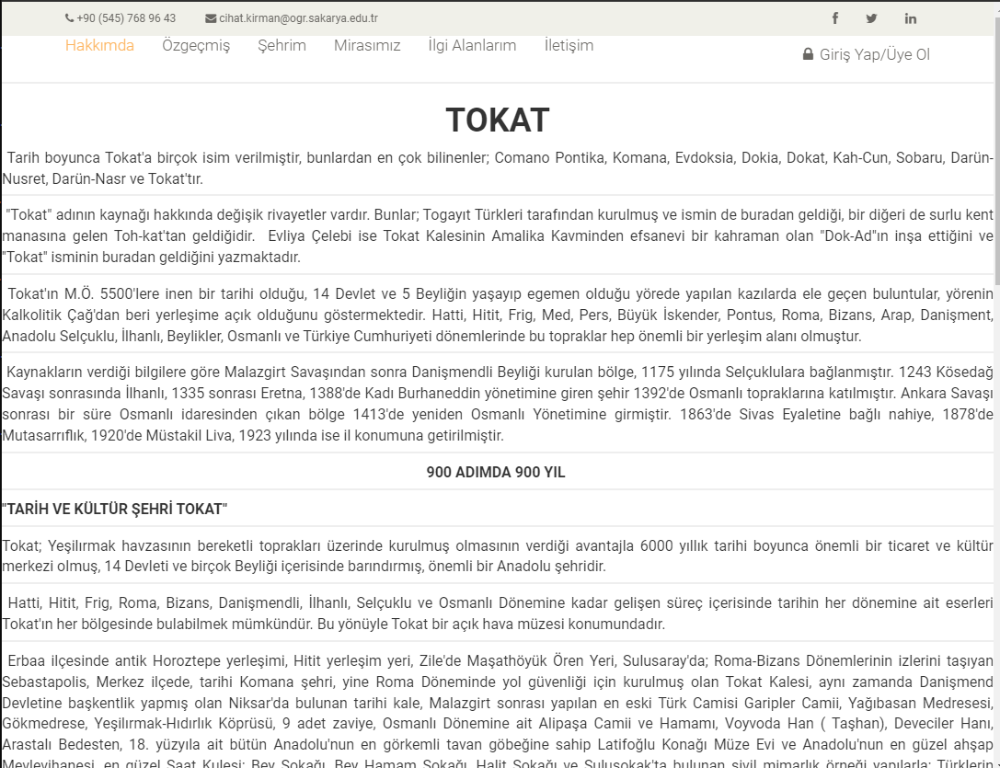 +90 (545) 768 96 43 cihat.kirman@ogr.sakarya.edu.tr
Hakkımda Özgeçmiş Şehrim Mirasımız İlgi Alanlarım İletişim
Giriş Yap/Üye Ol
TOKAT
Tarih boyunca Tokat'a birçok isim verilmiştir, bunlardan en çok bilinenler; Comano Pontika, Komana, Evdoksia, Dokia, Dokat, Kah-Cun, Sobaru, Darün-
Nusret, Darün-Nasr ve Tokat'tır.
"Tokat" adının kaynağı hakkında değişik rivayetler vardır. Bunlar; Togayıt Türkleri tarafından kurulmuş ve ismin de buradan geldiği, bir diğeri de surlu kent
manasına gelen Toh-kat'tan geldiğidir.  Evliya Çelebi ise Tokat Kalesinin Amalika Kavminden efsanevi bir kahraman olan "Dok-Ad"ın inşa ettiğini ve
"Tokat" isminin buradan geldiğini yazmaktadır.
Tokat'ın M.Ö. 5500'lere inen bir tarihi olduğu, 14 Devlet ve 5 Beyliğin yaşayıp egemen olduğu yörede yapılan kazılarda ele geçen buluntular, yörenin
Kalkolitik Çağ'dan beri yerleşime açık olduğunu göstermektedir. Hatti, Hitit, Frig, Med, Pers, Büyük İskender, Pontus, Roma, Bizans, Arap, Danişment,
Anadolu Selçuklu, İlhanlı, Beylikler, Osmanlı ve Türkiye Cumhuriyeti dönemlerinde bu topraklar hep önemli bir yerleşim alanı olmuştur.
Kaynakların verdiği bilgilere göre Malazgirt Savaşından sonra Danişmendli Beyliği kurulan bölge, 1175 yılında Selçuklulara bağlanmıştır. 1243 Kösedağ
Savaşı sonrasında İlhanlı, 1335 sonrası Eretna, 1388'de Kadı Burhaneddin yönetimine giren şehir 1392'de Osmanlı topraklarına katılmıştır. Ankara Savaşı
sonrası bir süre Osmanlı idaresinden çıkan bölge 1413'de yeniden Osmanlı Yönetimine girmiştir. 1863'de Sivas Eyaletine bağlı nahiye, 1878'de
Mutasarrıflık, 1920'de Müstakil Liva, 1923 yılında ise il konumuna getirilmiştir.
900 ADIMDA 900 YIL
"TARİH VE KÜLTÜR ŞEHRİ TOKAT"
Tokat; Yeşilırmak havzasının bereketli toprakları üzerinde kurulmuş olmasının verdiği avantajla 6000 yıllık tarihi boyunca önemli bir ticaret ve kültür
merkezi olmuş, 14 Devleti ve birçok Beyliği içerisinde barındırmış, önemli bir Anadolu şehridir.
Hatti, Hitit, Frig, Roma, Bizans, Danişmendli, İlhanlı, Selçuklu ve Osmanlı Dönemine kadar gelişen süreç içerisinde tarihin her dönemine ait eserleri
Tokat'ın her bölgesinde bulabilmek mümkündür. Bu yönüyle Tokat bir açık hava müzesi konumundadır.
Erbaa ilçesinde antik Horoztepe yerleşimi, Hitit yerleşim yeri, Zile'de Maşathöyük Ören Yeri, Sulusaray'da; Roma-Bizans Dönemlerinin izlerini taşıyan
Sebastapolis, Merkez ilçede, tarihi Komana şehri, yine Roma Döneminde yol güvenliği için kurulmuş olan Tokat Kalesi, aynı zamanda Danişmend
Devletine başkentlik yapmış olan Niksar'da bulunan tarihi kale, Malazgirt sonrası yapılan en eski Türk Camisi Garipler Camii, Yağıbasan Medresesi,
Gökmedrese, Yeşilırmak-Hıdırlık Köprüsü, 9 adet zaviye, Osmanlı Dönemine ait Alipaşa Camii ve Hamamı, Voyvoda Han ( Taşhan), Deveciler Hanı,
Arastalı Bedesten, 18. yüzyıla ait bütün Anadolu'nun en görkemli tavan göbeğine sahip Latifoğlu Konağı Müze Evi ve Anadolu'nun en güzel ahşap
Mevlevihanesi, en güzel Saat Kulesi; Bey Sokağı, Bey Hamam Sokağı, Halit Sokağı ve Sulusokak'ta bulunan sivil mimarlık örneği yapılarla; Türklerin